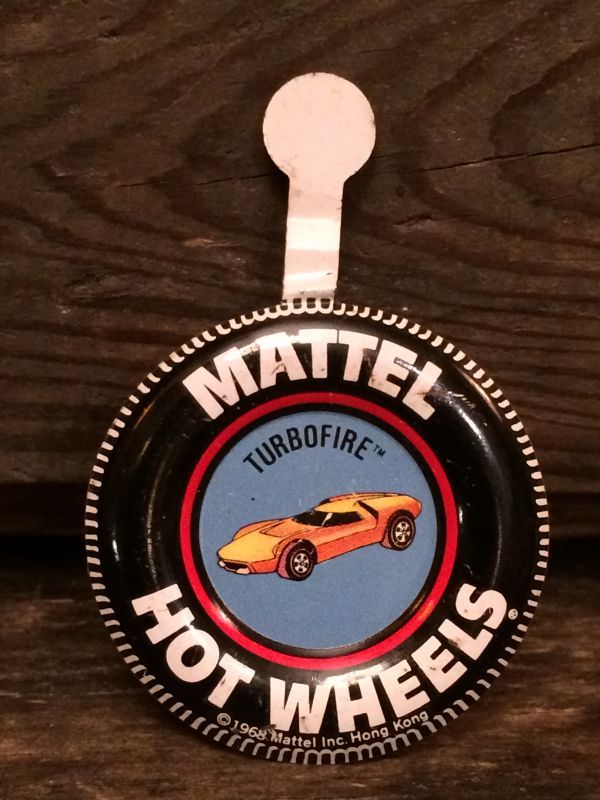 MATTEL
TURBOFIRE™
HOT WHEELS®
©1968 Mattel Inc. Hong Kong